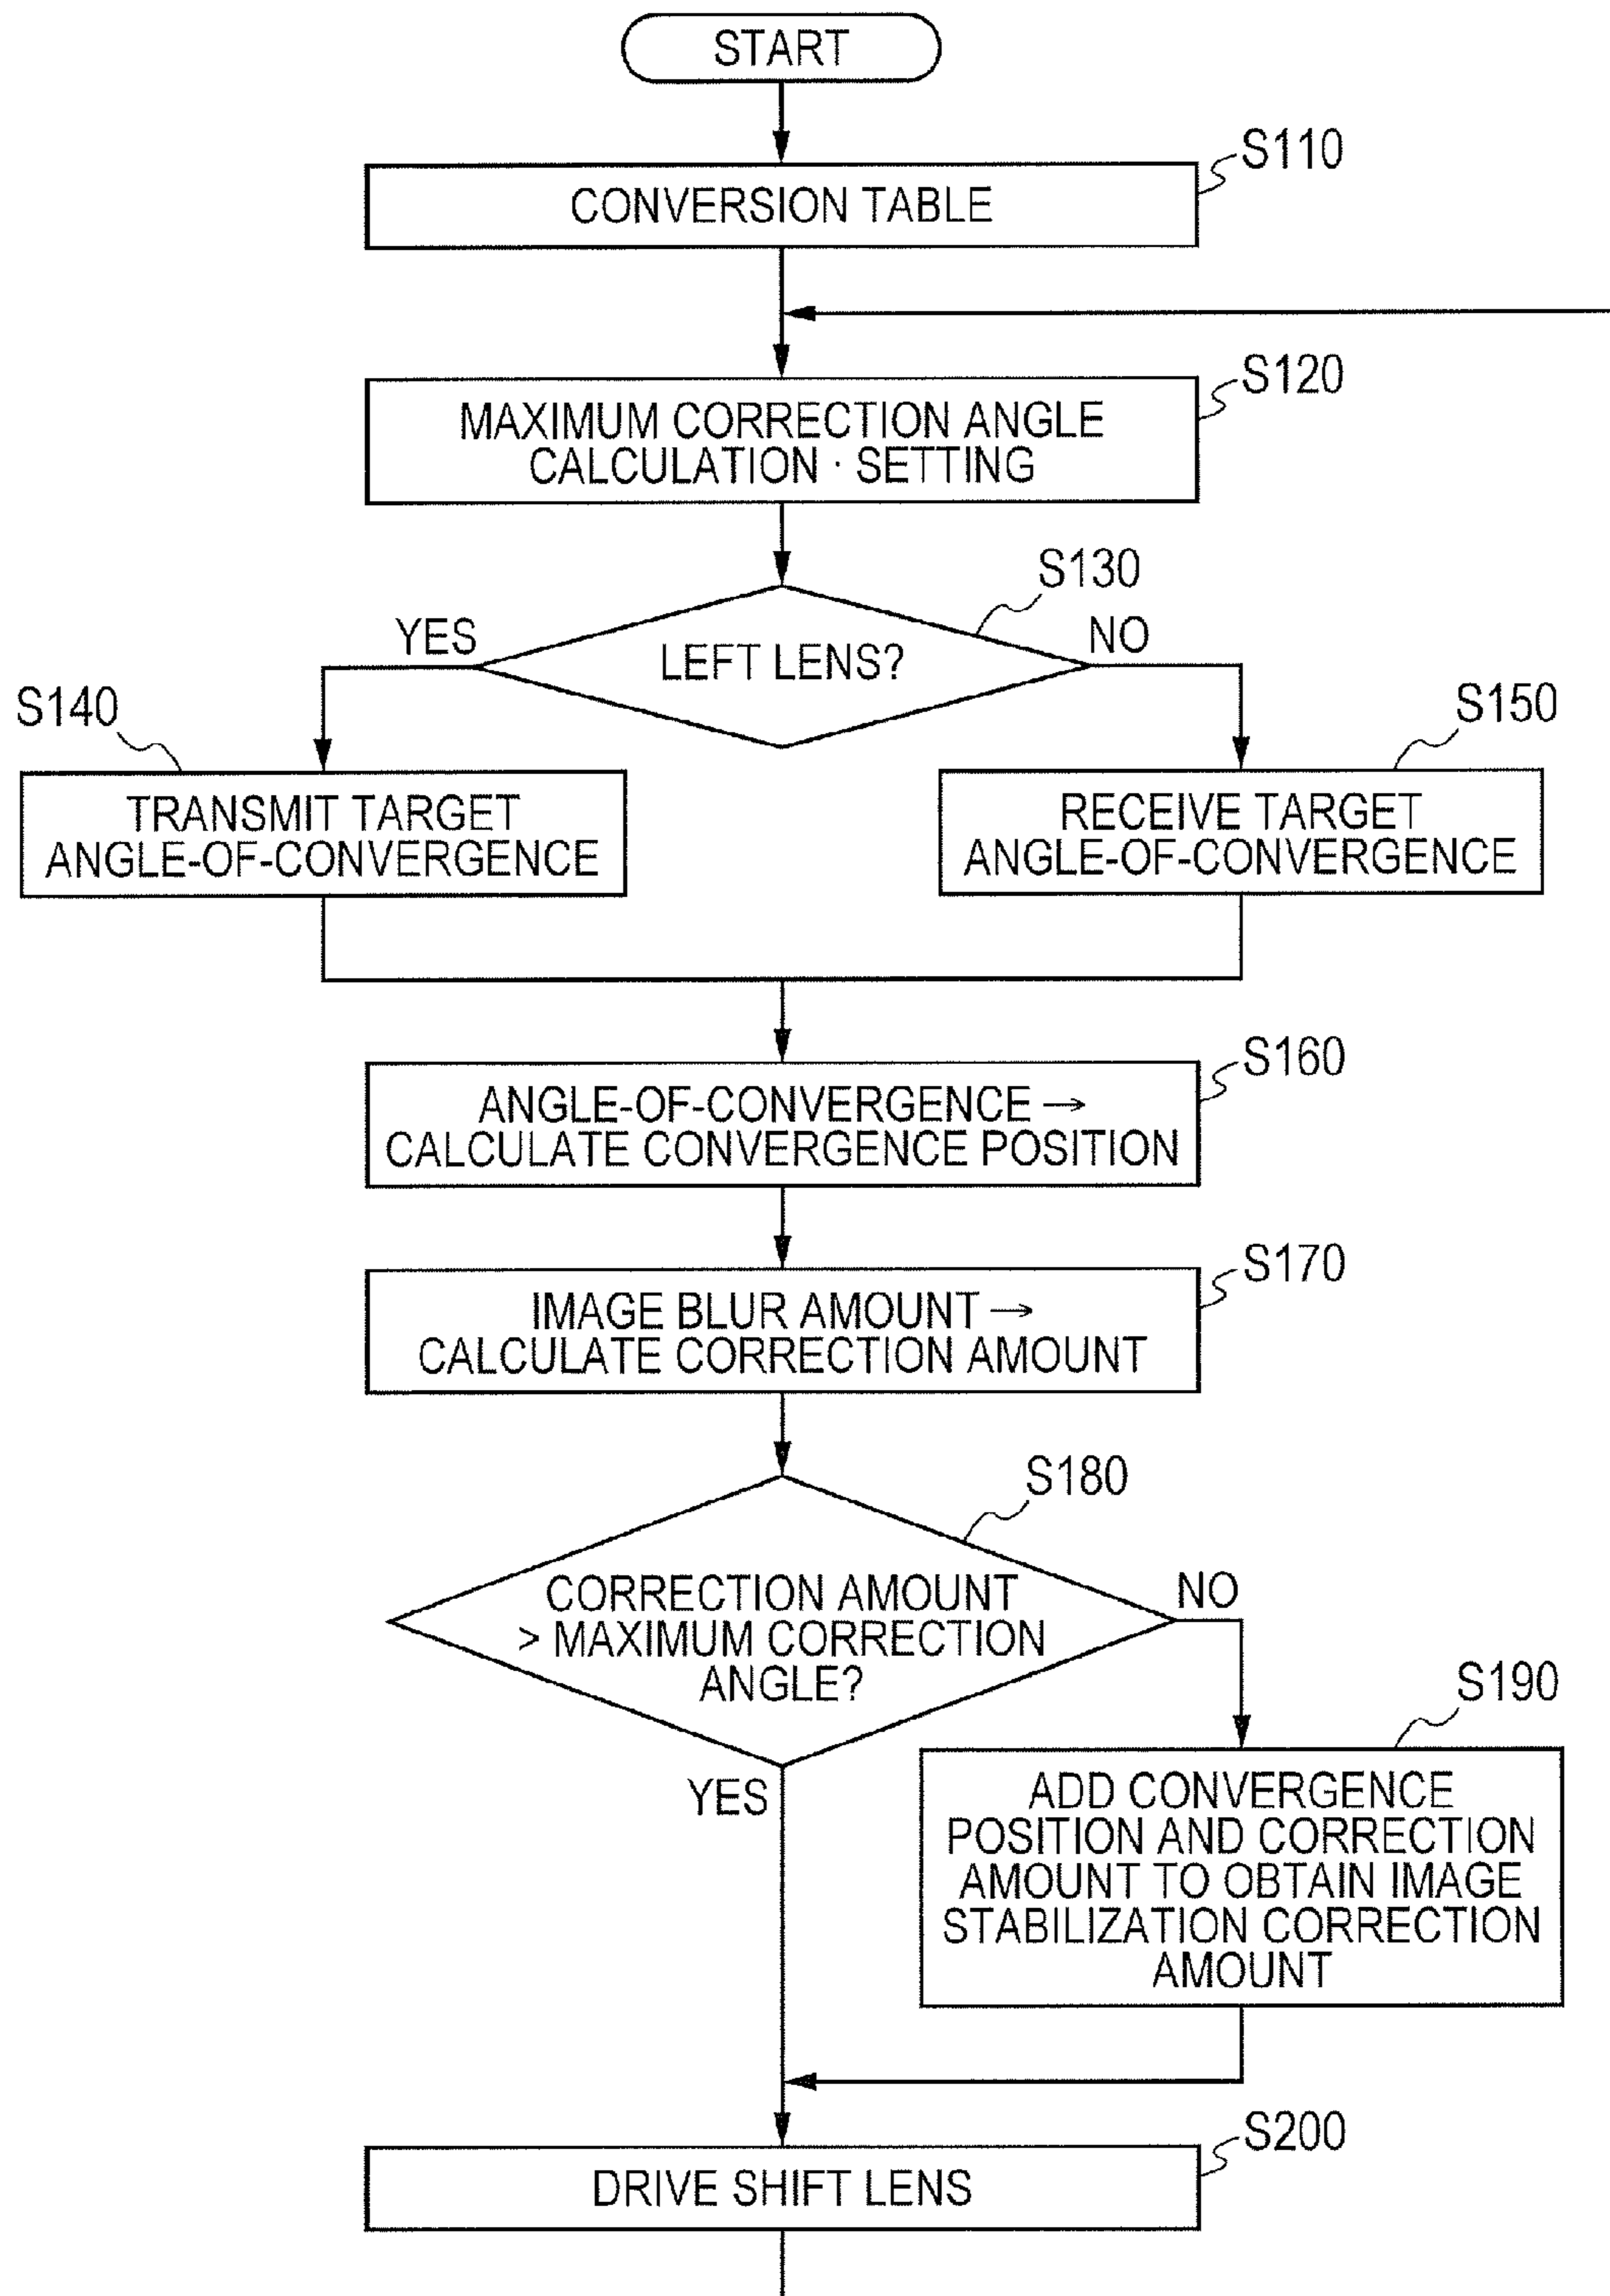 START
S110
CONVERSION TABLE
S120
MAXIMUM CORRECTION ANGLE
CALCULATION · SETTING
S130
YES
LEFT LENS?
NO
S140
TRANSMIT TARGET
ANGLE-OF-CONVERGENCE
S150
RECEIVE TARGET
ANGLE-OF-CONVERGENCE
S160
ANGLE-OF-CONVERGENCE →
CALCULATE CONVERGENCE POSITION
S170
IMAGE BLUR AMOUNT →
CALCULATE CORRECTION AMOUNT
S180
CORRECTION AMOUNT
> MAXIMUM CORRECTION
ANGLE?
NO
YES
S190
ADD CONVERGENCE
POSITION AND CORRECTION
AMOUNT TO OBTAIN IMAGE
STABILIZATION CORRECTION
AMOUNT
S200
DRIVE SHIFT LENS